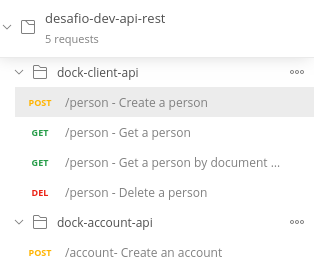 desafio-dev-api-rest
5 requests
dock-client-api
POST /person - Create a person
GET /person - Get a person
GET /person - Get a person by document ...
DEL /person - Delete a person
dock-account-api
POST /account- Create an account